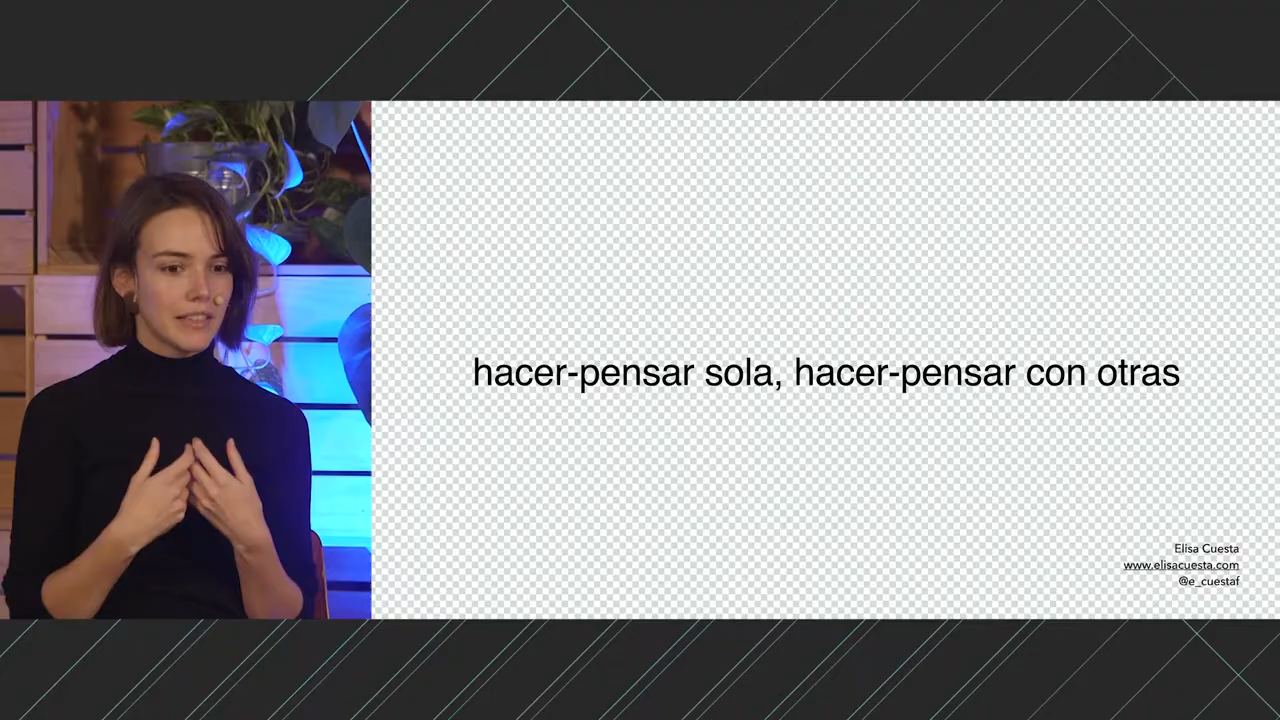 hacer-pensar sola, hacer-pensar con otras
Elisa Cuesta
www.elisacuesta.com
@e_cuestaf